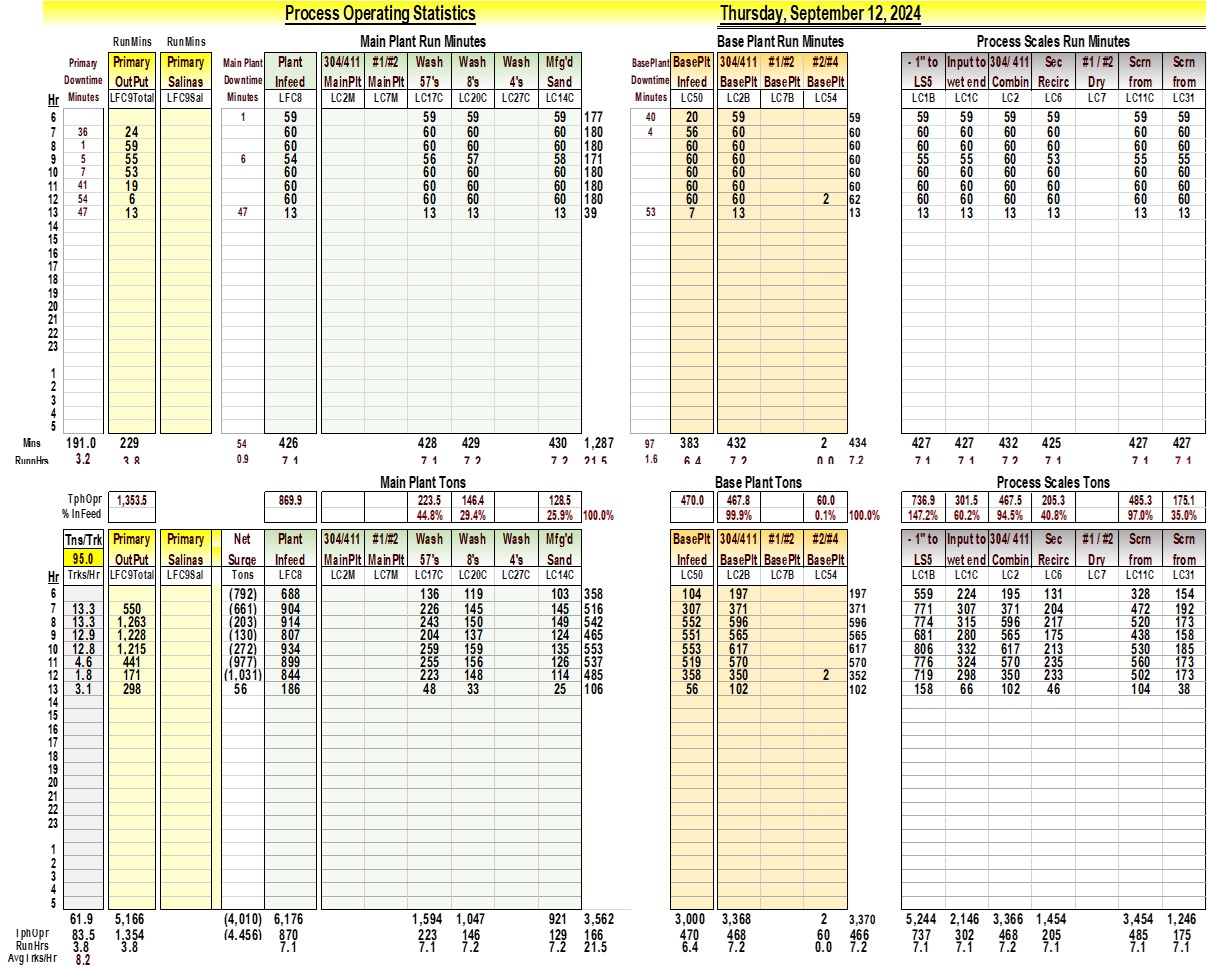 Process Operating Statistics Thursday, September 12, 2024
RunMins RunMins Main Plant Run Minutes Base Plant Run Minutes Process Scales Run Minutes
Primary Primary Primary Main Plant Plant 304/411 #1/#2 Wash Wash Wash Mfg'd BasePlant BasePlt 304/411 #1/#2 #2/#4 - 1" to Input to 304/ 411 Sec #1 / #2 Scrn Scrn
Downtime OutPut Salinas Downtime Infeed MainPlt MainPlt 57's 8's 4's Sand Downtime Infeed BasePlt BasePlt BasePlt LS5 wet end Combin Recirc Dry from from
Hr Minutes LFC9Total LFC9Sal Minutes LFC8 LC2M LC7M LC17C LC20C LC27C LC14C Minutes LC50 LC2B LC7B LC54 LC1B LC1C LC2 LC6 LC7 LC11C LC31
6 1 59 59 59 59 177 40 20 59 59 59 59 59 59 59 59
7 36 24 60 60 60 60 180 4 56 60 60 60 60 60 60 60 60
8 1 59 60 60 60 60 180 60 60 60 60 60 60 60 60 60
9 5 55 6 54 56 57 58 171 60 60 60 55 55 60 53 55 55
10 7 53 60 60 60 60 180 60 60 60 60 60 60 60 60 60
11 41 19 60 60 60 60 180 60 60 60 60 60 60 60 60 60
12 54 6 60 60 60 60 180 60 60 2 62 60 60 60 60 60 60
13 47 13 47 13 13 13 13 39 53 7 13 13 13 13 13 13 13 13
14
15
16
17
18
19
20
21
22
23
1
2
3
4
5
Mins 191.0 229 54 426 428 429 430 1,287 97 383 432 2 434 427 427 432 425 427 427
RunnHrs 3.2 3.8 0.9 7.1 7.1 7.2 7.2 21.5 1.6 6.4 7.2 0.0 7.2 7.1 7.1 7.2 7.1 7.1 7.1
Main Plant Tons Base Plant Tons Process Scales Tons
TphOpr 1,353.5 869.9 223.5 146.4 128.5 470.0 467.8 60.0 736.9 301.5 467.5 205.3 485.3 175.1
% InFeed 44.8% 29.4% 25.9% 100.0% 99.9% 0.1% 100.0% 147.2% 60.2% 94.5% 40.8% 97.0% 35.0%
Tns/Trk Primary Primary Net Plant 304/411 #1/#2 Wash Wash Wash Mfg'd BasePlt 304/411 #1/#2 #2/#4 - 1" to Input to 304/ 411 Sec #1 / #2 Scrn Scrn
95.0 OutPut Salinas Surge Infeed MainPlt MainPlt 57's 8's 4's Sand Infeed BasePlt BasePlt BasePlt LS5 wet end Combin Recirc Dry from from
Hr Trks/Hr LFC9Total LFC9Sal Tons LFC8 LC2M LC7M LC17C LC20C LC27C LC14C LC50 LC2B LC7B LC54 LC1B LC1C LC2 LC6 LC7 LC11C LC31
6 (792) 688 136 119 103 358 104 197 197 559 224 195 131 328 154
7 13.3 550 (661) 904 226 145 145 516 307 371 371 771 307 371 204 472 192
8 13.3 1,263 (203) 914 243 150 149 542 552 596 596 774 315 596 217 520 173
9 12.9 1,228 (130) 807 204 137 124 465 551 565 565 681 280 565 175 438 158
10 12.8 1,215 (272) 934 259 159 135 553 553 617 617 806 332 617 213 530 185
11 4.6 441 (977) 899 255 156 126 537 519 570 570 776 324 570 235 560 173
12 1.8 171 (1,031) 844 223 148 114 485 358 350 2 352 719 298 350 233 502 173
13 3.1 298 56 186 48 33 25 106 56 102 102 158 66 102 46 104 38
14
15
16
17
18
19
20
21
22
23
1
2
3
4
5
61.9 5,166 (4,010) 6,176 1,594 1,047 921 3,562 3,000 3,368 2 3,370 5,244 2,146 3,366 1,454 3,454 1,246
TphOpr 83.5 1,354 (4,456) 870 223 146 129 166 470 468 60 466 737 302 468 205 485 175
RunHrs 3.8 3.8 7.1 7.1 7.2 7.2 21.5 6.4 7.2 0.0 7.2 7.1 7.1 7.2 7.1 7.1 7.1
AvgTrks/Hr 8.2